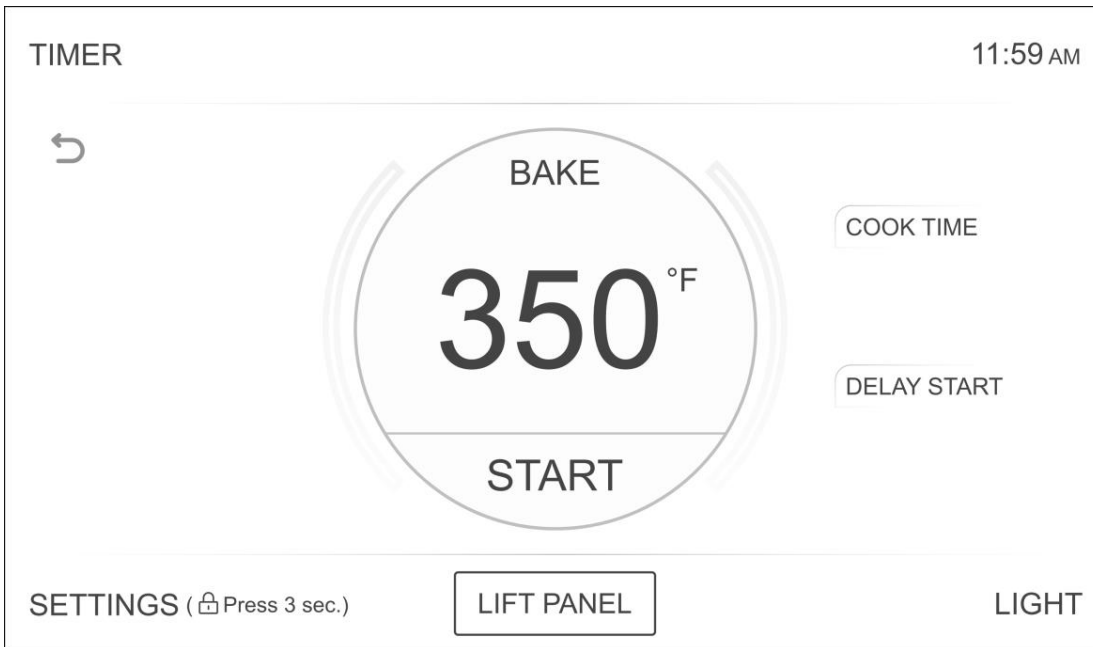 TIMER
11:59 AM
BAKE
350 °F
COOK TIME
DELAY START
START
SETTINGS ( Press 3 sec.)
LIFT PANEL
LIGHT